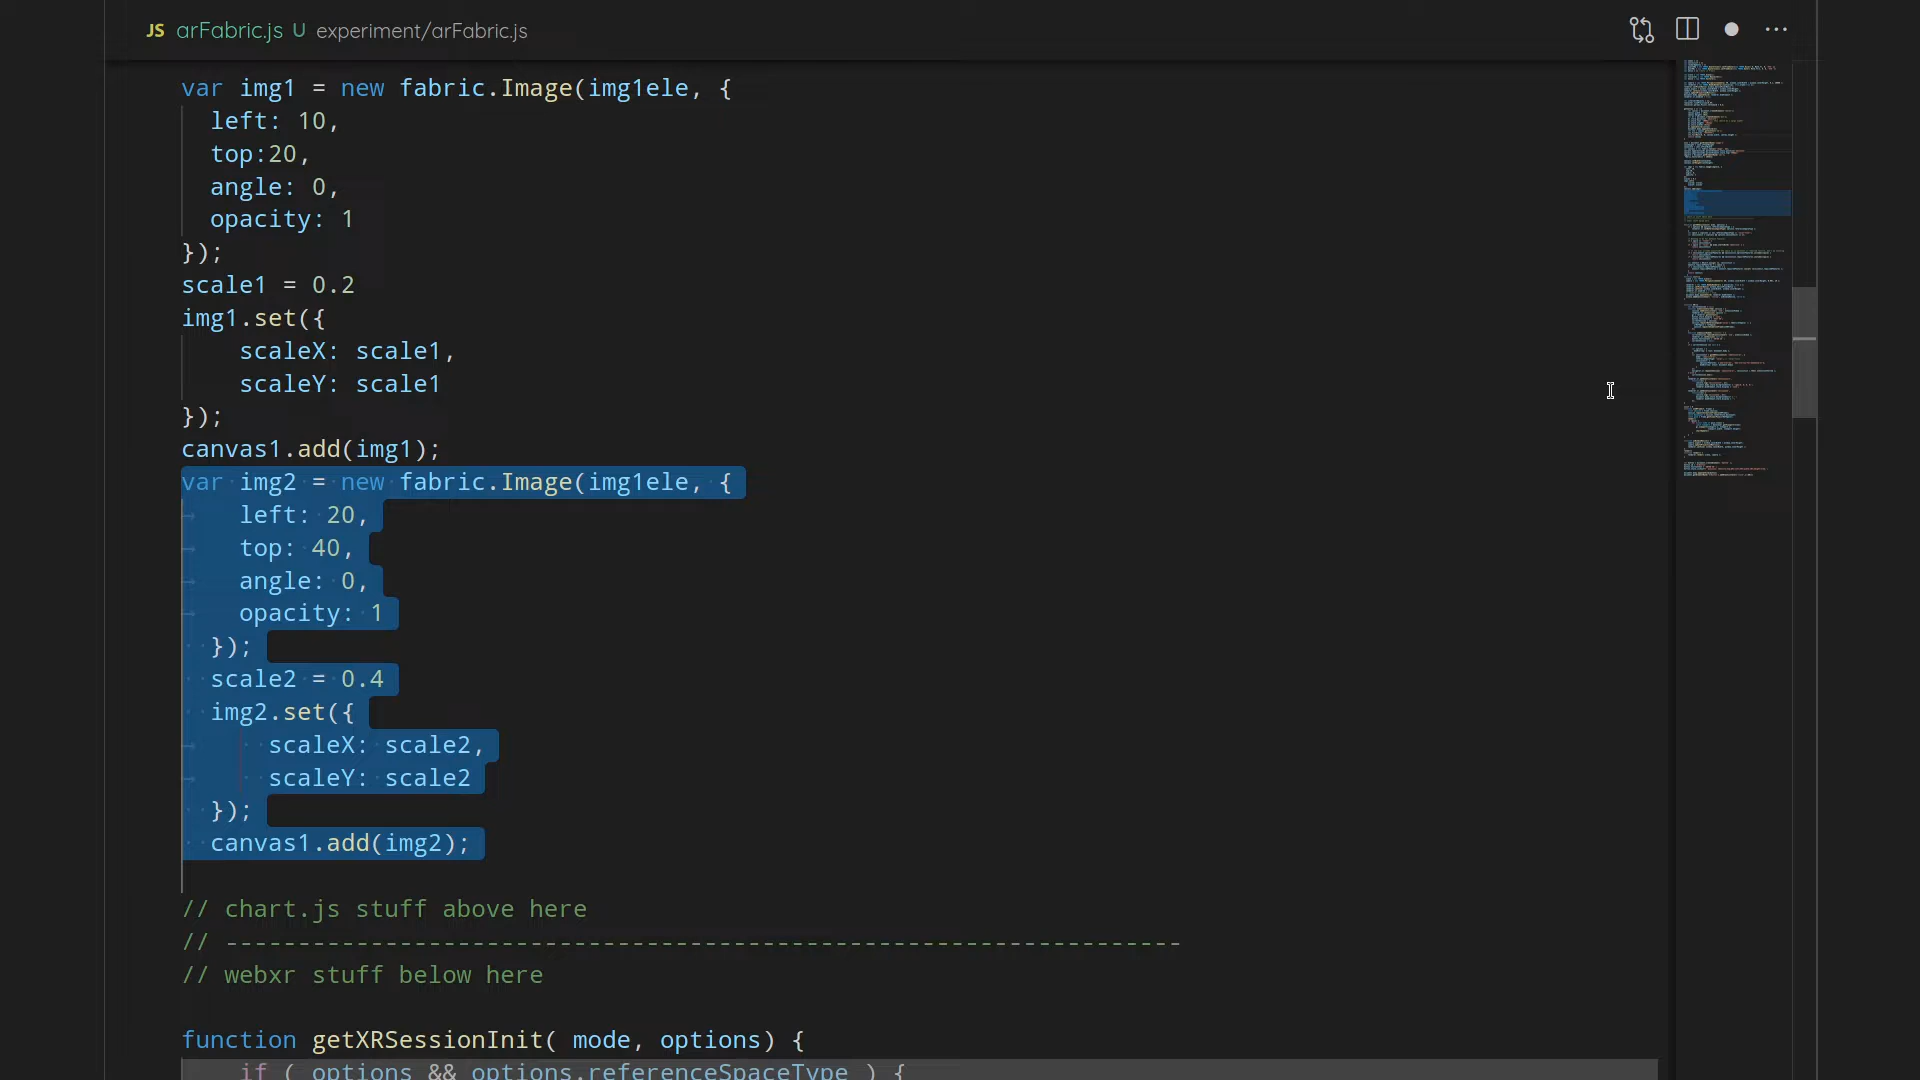 JS arFabric.js U experiment/arFabric.js
var img1 = new fabric.Image(img1ele, {
left: 10,
top:20,
angle: 0,
opacity: 1
});
scale1 = 0.2
img1.set({
scaleX: scale1,
scaleY: scale1
});
canvas1.add(img1);
var img2 = new fabric.Image(img1ele, {
left: 20,
top: 40,
angle: 0,
opacity: 1
});
scale2 = 0.4
img2.set({
scaleX: scale2,
scaleY: scale2
});
canvas1.add(img2);
// chart.js stuff above here
// ------------------------------------------------------------------
// webxr stuff below here
function getXRSessionInit( mode, options) {
if ( options && options.referenceSpaceType ) {